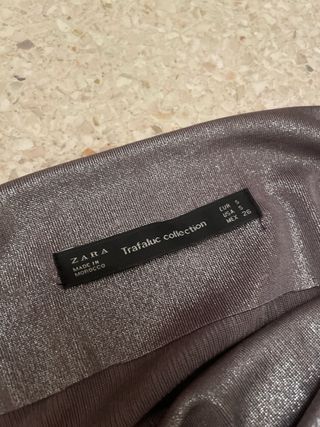 ZARA
MADE IN
MOROCCO
Trafaluc collection
EUR S
USA S
MEX 26